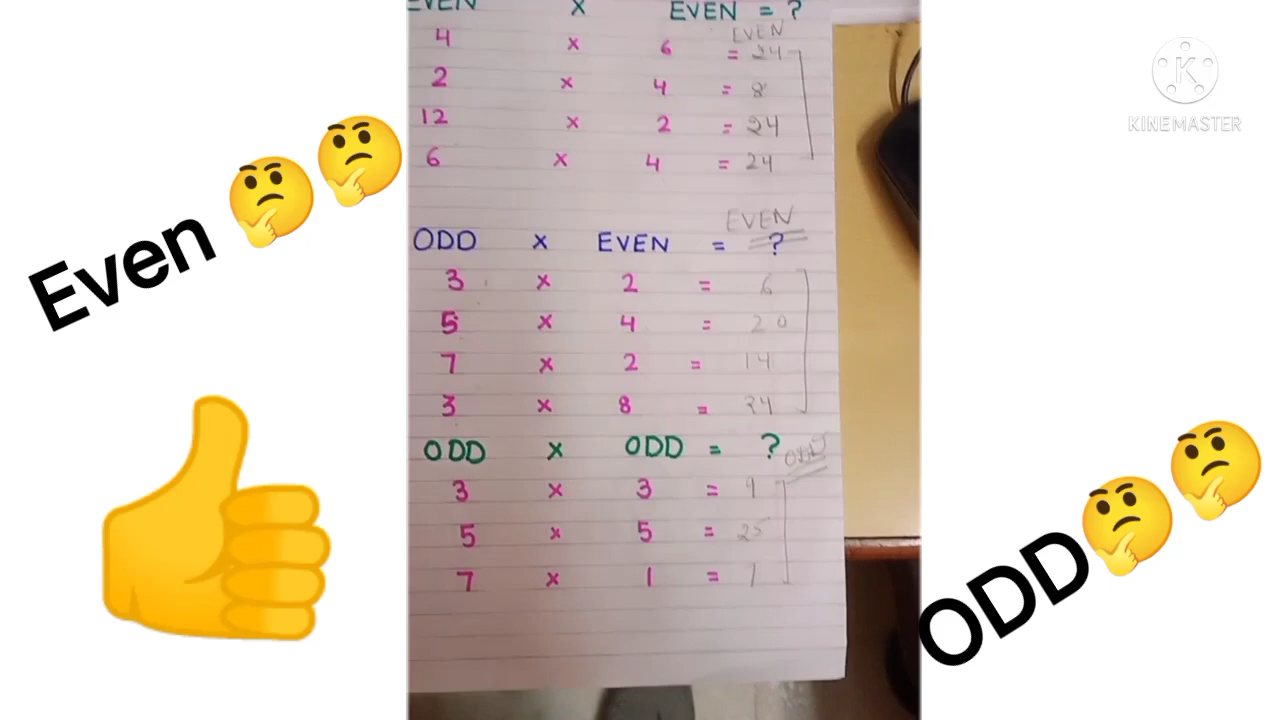 EVEN x EVEN = ?
EVEN
4 x 6 = 24
2 x 4 = 8
12 x 2 = 24
6 x 4 = 24
EVEN
ODD x EVEN = ?
3 x 2 = 6
5 x 4 = 20
7 x 2 = 14
3 x 8 = 24
ODD x ODD = ? ODD
3 x 3 = 9
5 x 5 = 25
7 x 1 =
Even
ODD
K
KINEMASTER